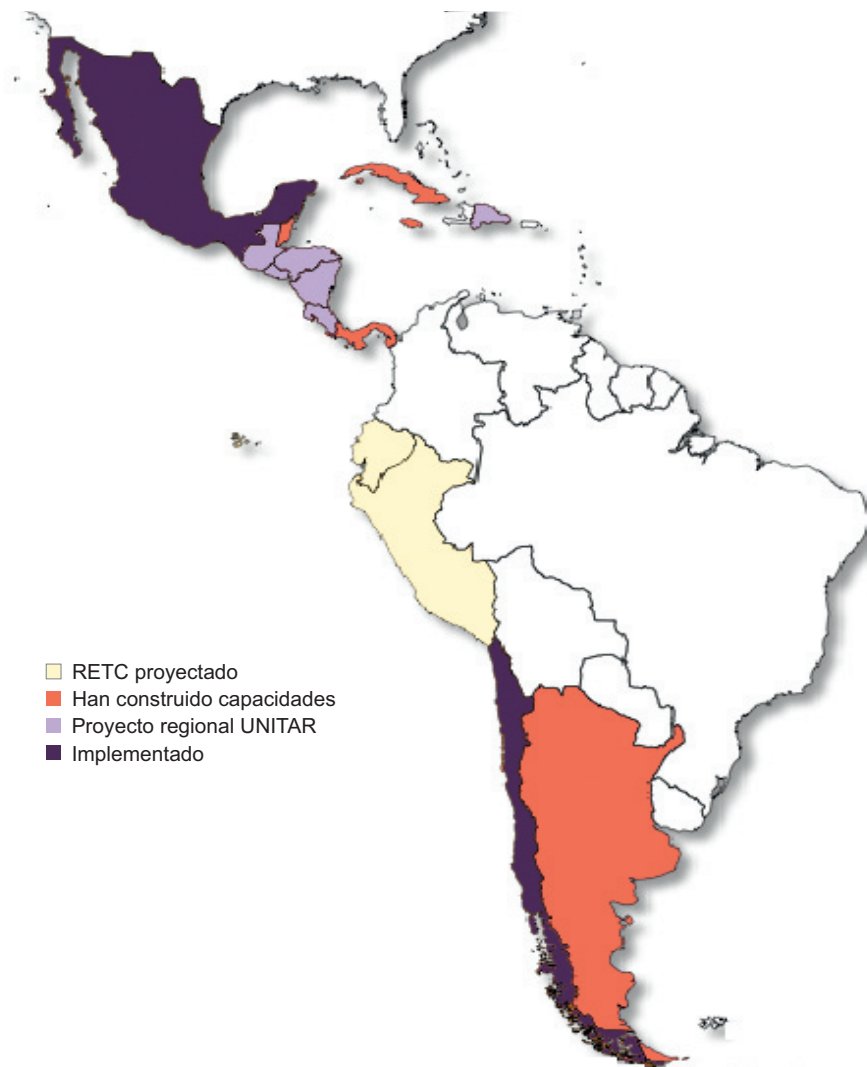 RETC proyectado
Han construido capacidades
Proyecto regional UNITAR
Implementado